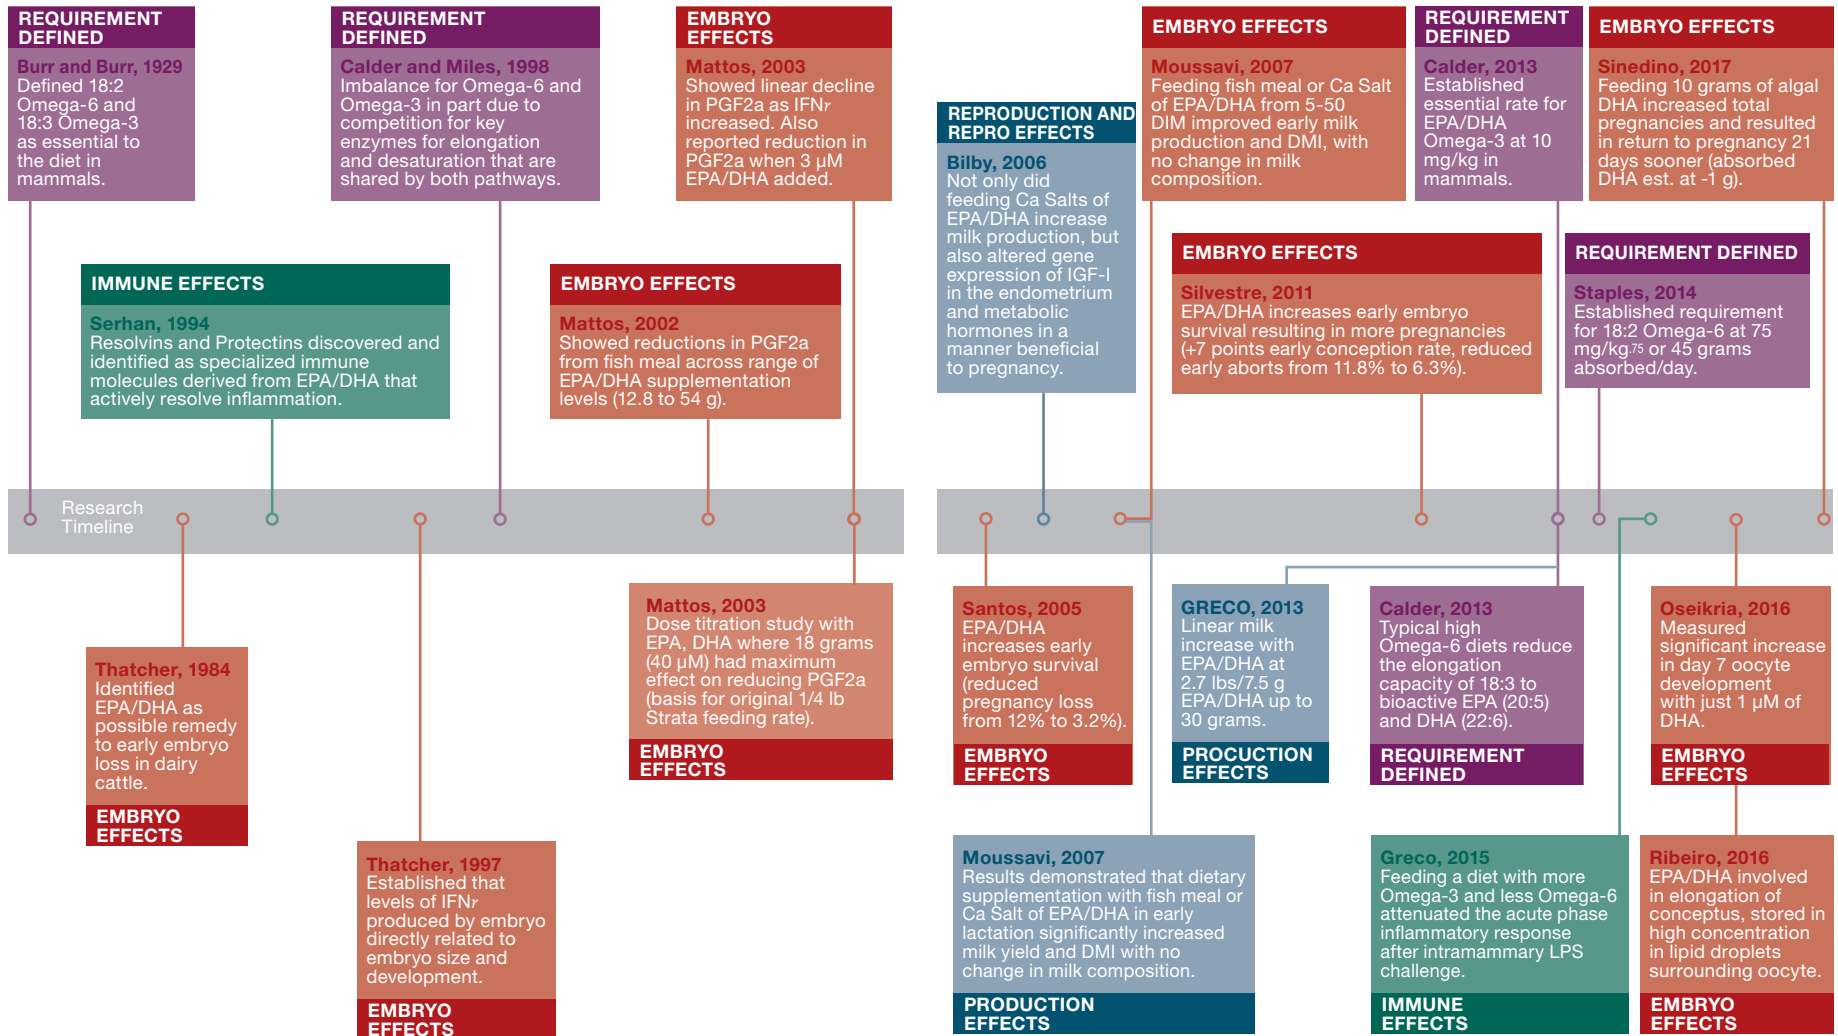 REQUIREMENT
DEFINED
Burr and Burr, 1929
Defined 18:2
Omega-6 and
18:3 Omega-3
as essential to
the diet in
mammals.
REQUIREMENT
DEFINED
Calder and Miles, 1998
Imbalance for Omega-6 and
Omega-3 in part due to
competition for key
enzymes for elongation
and desaturation that are
shared by both pathways.
EMBRYO
EFFECTS
Mattos, 2003
Showed linear decline
in PGF2a as IFNr
increased. Also
reported reduction in
PGF2a when 3 µM
EPA/DHA added.
IMMUNE EFFECTS
Serhan, 1994
Resolvins and Protectins discovered and
identified as specialized immune
molecules derived from EPA/DHA that
actively resolve inflammation.
EMBRYO EFFECTS
Mattos, 2002
Showed reductions in PGF2a
from fish meal across range of
EPA/DHA supplementation
levels (12.8 to 54 g).
REPRODUCTION AND
REPRO EFFECTS
Bilby, 2006
Not only did
feeding Ca Salts of
EPA/DHA increase
milk production, but
also altered gene
expression of IGF-I
in the endometrium
and metabolic
hormones in a
manner beneficial
to pregnancy.
EMBRYO EFFECTS
Moussavi, 2007
Feeding fish meal or Ca Salt
of EPA/DHA from 5-50
DIM improved early milk
production and DMI, with
no change in milk
composition.
REQUIREMENT
DEFINED
Calder, 2013
Established
essential rate for
EPA/DHA
Omega-3 at 10
mg/kg in
mammals.
EMBRYO EFFECTS
Sinedino, 2017
Feeding 10 grams of algal
DHA increased total
pregnancies and resulted
in return to pregnancy 21
days sooner (absorbed
DHA est. at -1 g).
EMBRYO EFFECTS
Silvestre, 2011
EPA/DHA increases early embryo
survival resulting in more pregnancies
(+7 points early conception rate, reduced
early aborts from 11.8% to 6.3%).
REQUIREMENT DEFINED
Staples, 2014
Established requirement
for 18:2 Omega-6 at 75
mg/kg.75 or 45 grams
absorbed/day.
Research
Timeline
Thatcher, 1984
Identified
EPA/DHA as
possible remedy
to early embryo
loss in dairy
cattle.
EMBRYO
EFFECTS
Thatcher, 1997
Established that
levels of IFNr
produced by embryo
directly related to
embryo size and
development.
EMBRYO
EFFECTS
Mattos, 2003
Dose titration study with
EPA, DHA where 18 grams
(40 µM) had maximum
effect on reducing PGF2a
(basis for original 1/4 lb
Strata feeding rate).
EMBRYO
EFFECTS
Santos, 2005
EPA/DHA
increases early
embryo survival
(reduced
pregnancy loss
from 12% to 3.2%).
EMBRYO
EFFECTS
GRECO, 2013
Linear milk
increase with
EPA/DHA at
2.7 lbs/7.5 g
EPA/DHA up to
30 grams.
PROCUCTION
EFFECTS
Calder, 2013
Typical high
Omega-6 diets reduce
the elongation
capacity of 18:3 to
bioactive EPA (20:5)
and DHA (22:6).
REQUIREMENT
DEFINED
Oseikria, 2016
Measured
significant increase
in day 7 oocyte
development
with just 1 µM of
DHA.
EMBRYO
EFFECTS
Moussavi, 2007
Results demonstrated that dietary
supplementation with fish meal or
Ca Salt of EPA/DHA in early
lactation significantly increased
milk yield and DMI with no
change in milk composition.
PRODUCTION
EFFECTS
Greco, 2015
Feeding a diet with more
Omega-3 and less Omega-6
attenuated the acute phase
inflammatory response
after intramammary LPS
challenge.
IMMUNE
EFFECTS
Ribeiro, 2016
EPA/DHA involved
in elongation of
conceptus, stored in
high concentration
in lipid droplets
surrounding oocyte.
EMBRYO
EFFECTS